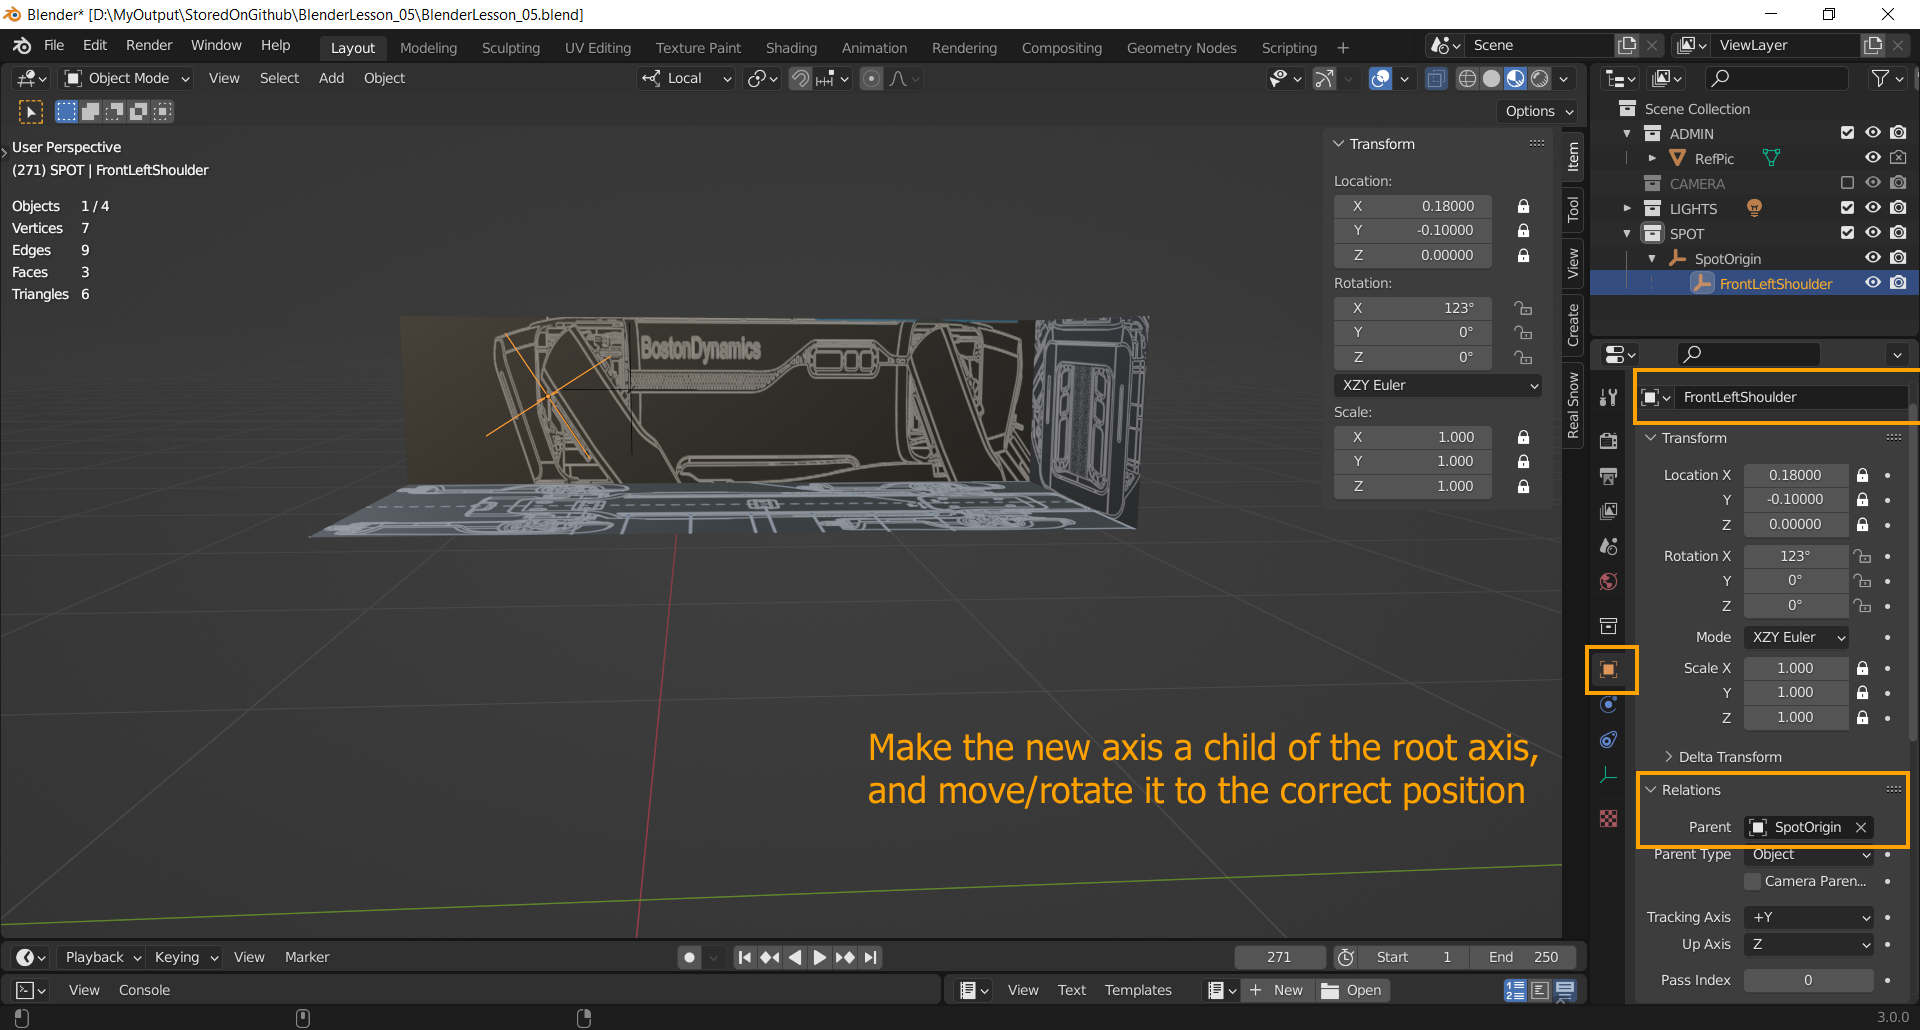 Blender* [D:\MyOutput\StoredOnGithub\BlenderLesson_05\BlenderLesson_05.blend]
File Edit Render Window Help
Layout Modeling Sculpting UV Editing Texture Paint Shading Animation Rendering Compositing Geometry Nodes Scripting +
Scene
ViewLayer
Object Mode View Select Add Object
Local
Options
User Perspective
(271) SPOT | FrontLeftShoulder
Objects 1 / 4
Vertices 7
Edges 9
Faces 3
Triangles 6
BostonDynamics
Transform
Location:
X 0.18000
Y -0.10000
Z 0.00000
Rotation:
X 123°
Y 0°
Z 0°
XZY Euler
Scale:
X 1.000
Y 1.000
Z 1.000
Item
Tool
View
Create
Real Snow
Scene Collection
ADMIN
RefPic
CAMERA
LIGHTS
SPOT
SpotOrigin
FrontLeftShoulder
FrontLeftShoulder
Transform
Location X 0.18000
Y -0.10000
Z 0.00000
Rotation X 123°
Y 0°
Z 0°
Mode XZY Euler
Scale X 1.000
Y 1.000
Z 1.000
Delta Transform
Relations
Parent SpotOrigin
Parent Type Object
Camera Paren...
Tracking Axis +Y
Up Axis Z
Pass Index 0
Make the new axis a child of the root axis,
and move/rotate it to the correct position
Playback Keying View Marker
271 Start 1 End 250
View Console
View Text Templates + New Open
3.0.0